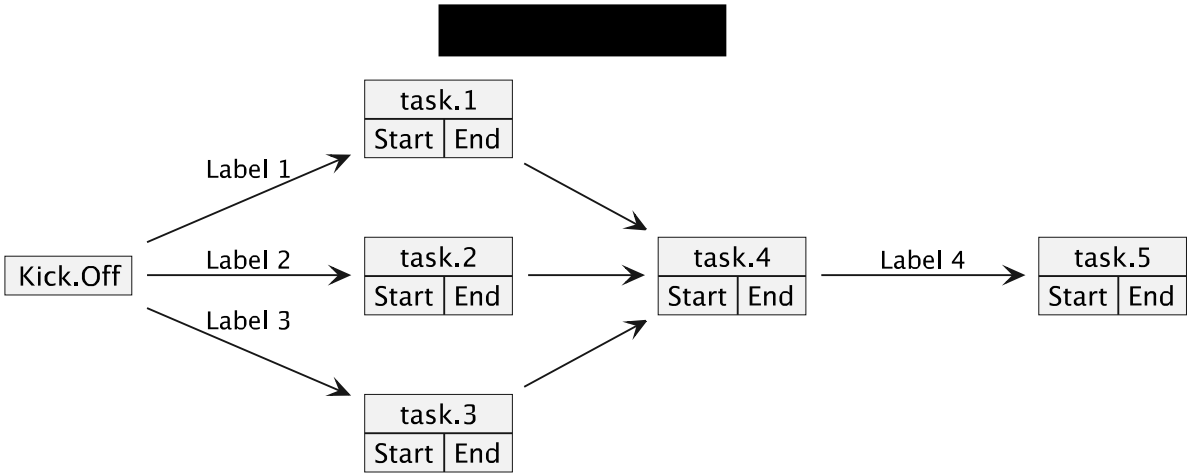 task.1
Start End
Label 1
Kick.Off
Label 2
task.2
Start End
task.4
Start End
Label 4
task.5
Start End
Label 3
task.3
Start End